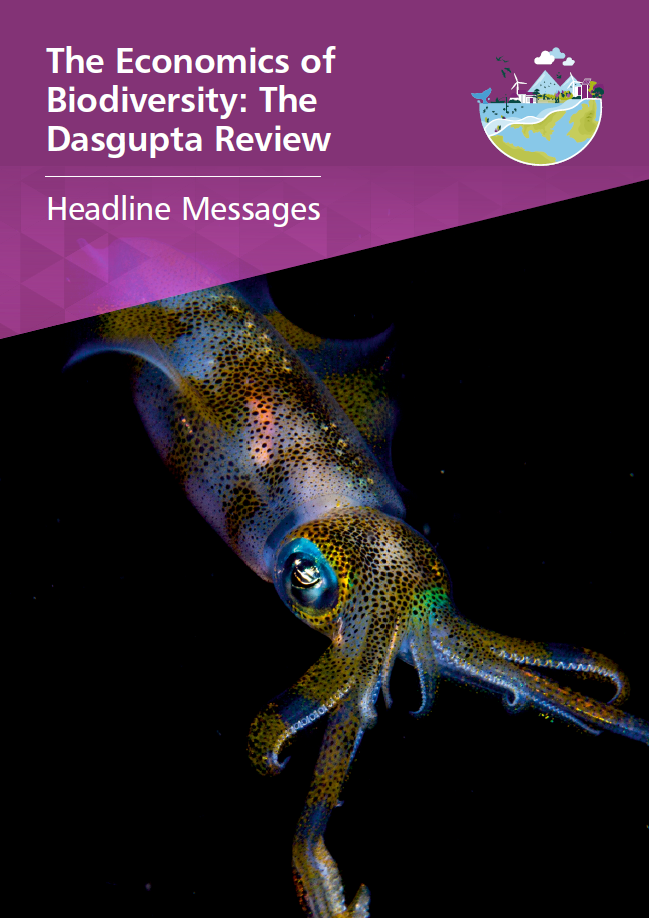 The Economics of
Biodiversity: The
Dasgupta Review
Headline Messages